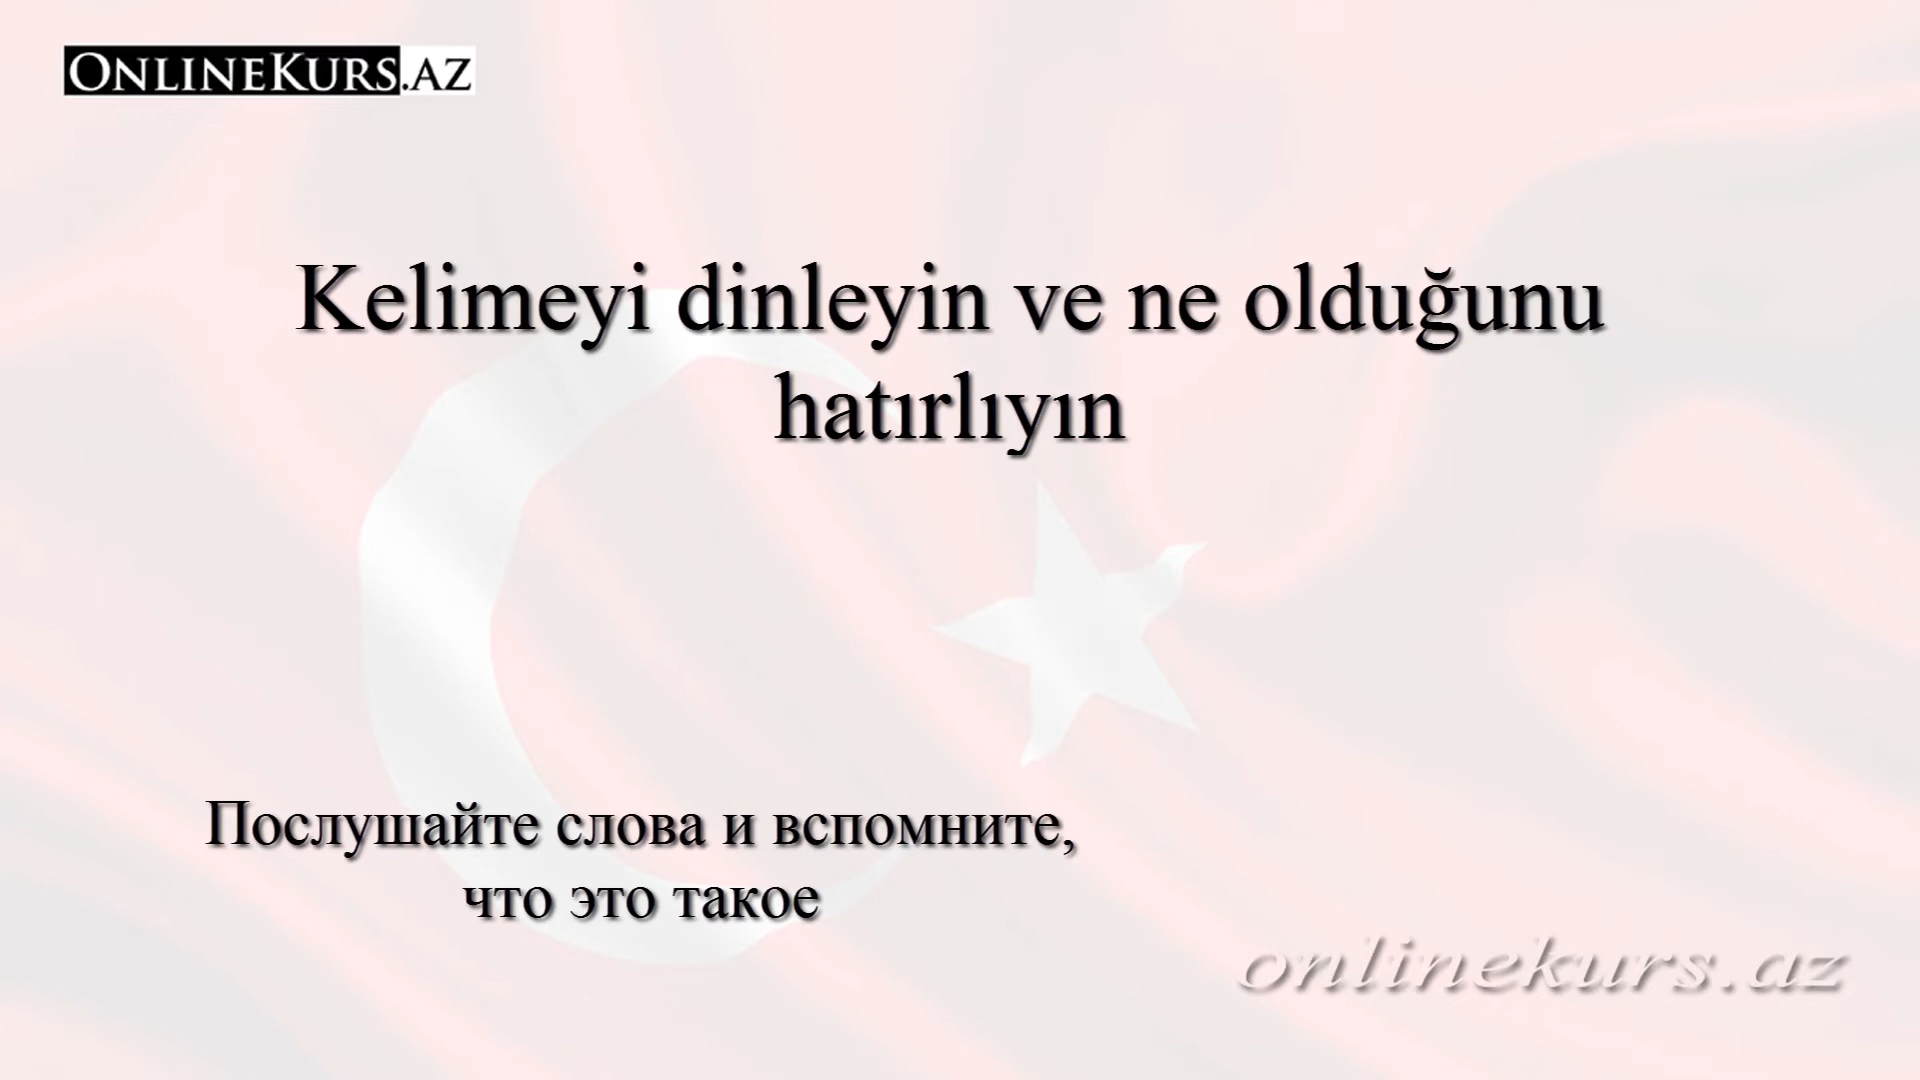 OnlineKurs.az
Kelimeyi dinleyin ve ne olduğunu
hatırlıyın
Послушайте слова и вспомните,
что это такое
onlinekurs.az